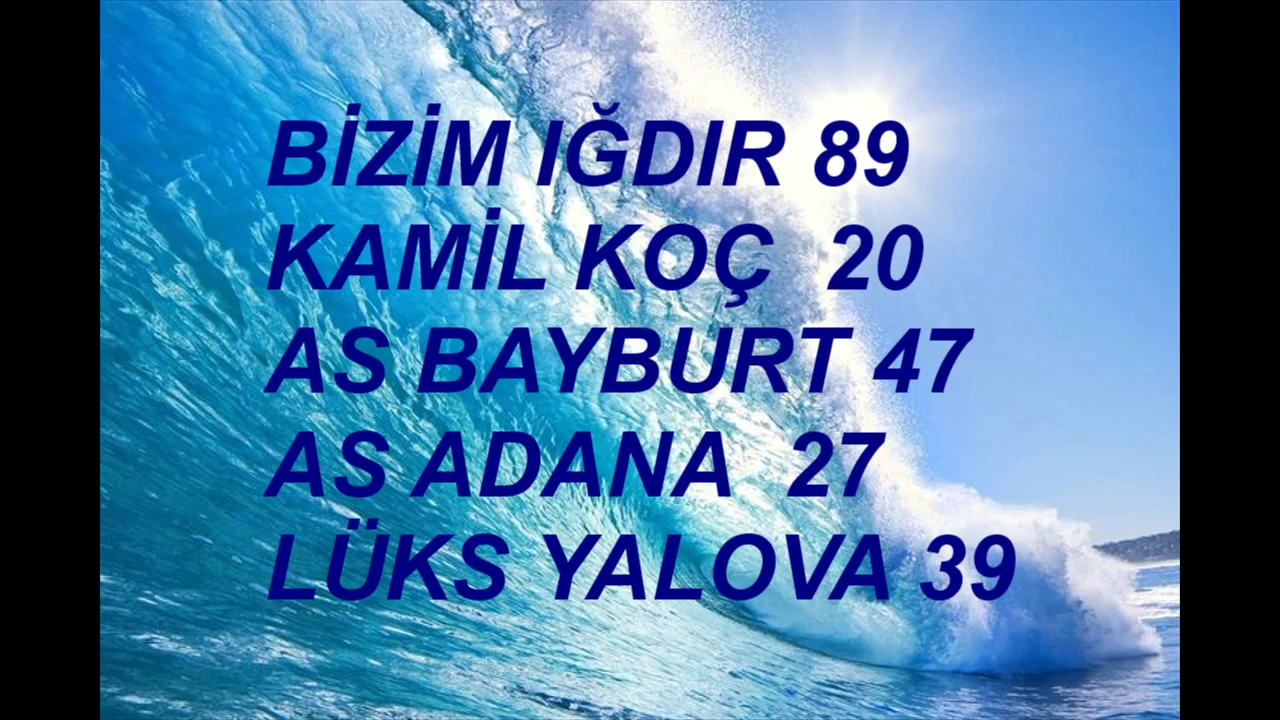 BİZİM IĞDIR 89
KAMİL KOÇ 20
AS BAYBURT 47
AS ADANA 27
LÜKS YALOVA 39